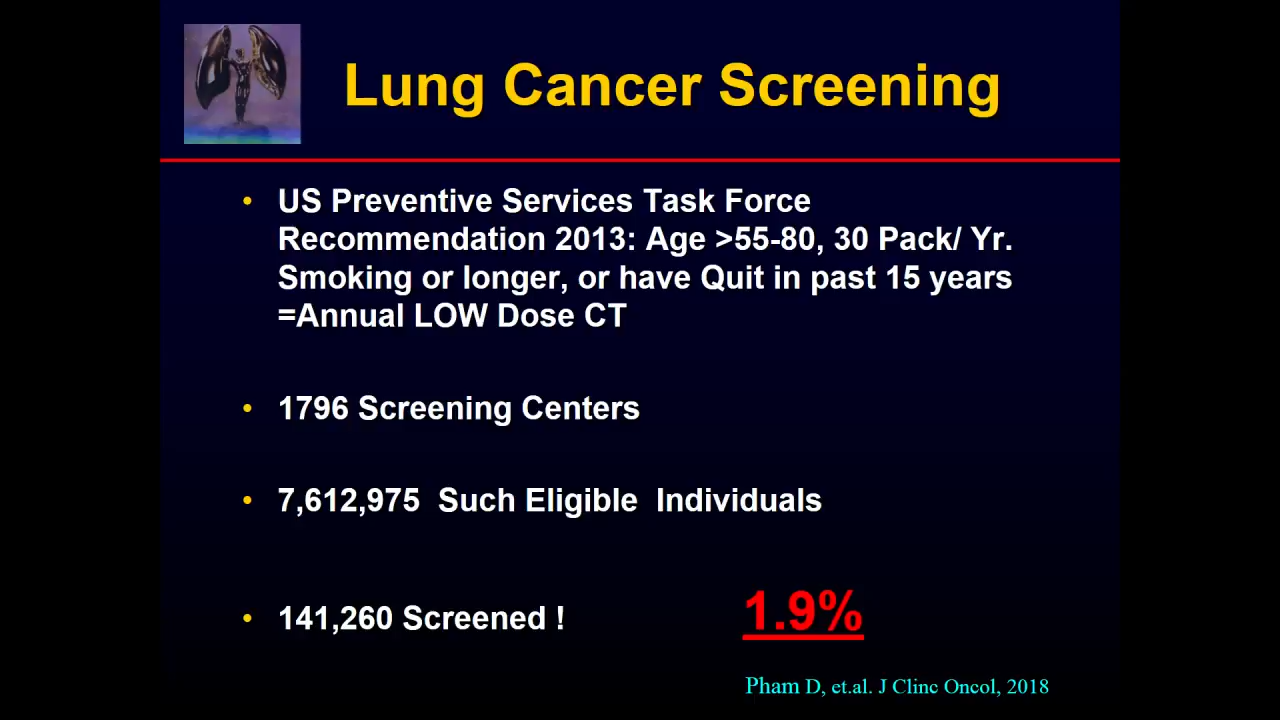 Lung Cancer Screening
• US Preventive Services Task Force
Recommendation 2013: Age >55-80, 30 Pack/ Yr.
Smoking or longer, or have Quit in past 15 years
=Annual LOW Dose CT
• 1796 Screening Centers
• 7,612,975 Such Eligible Individuals
• 141,260 Screened ! 1.9%
Pham D, et.al. J Clinc Oncol, 2018